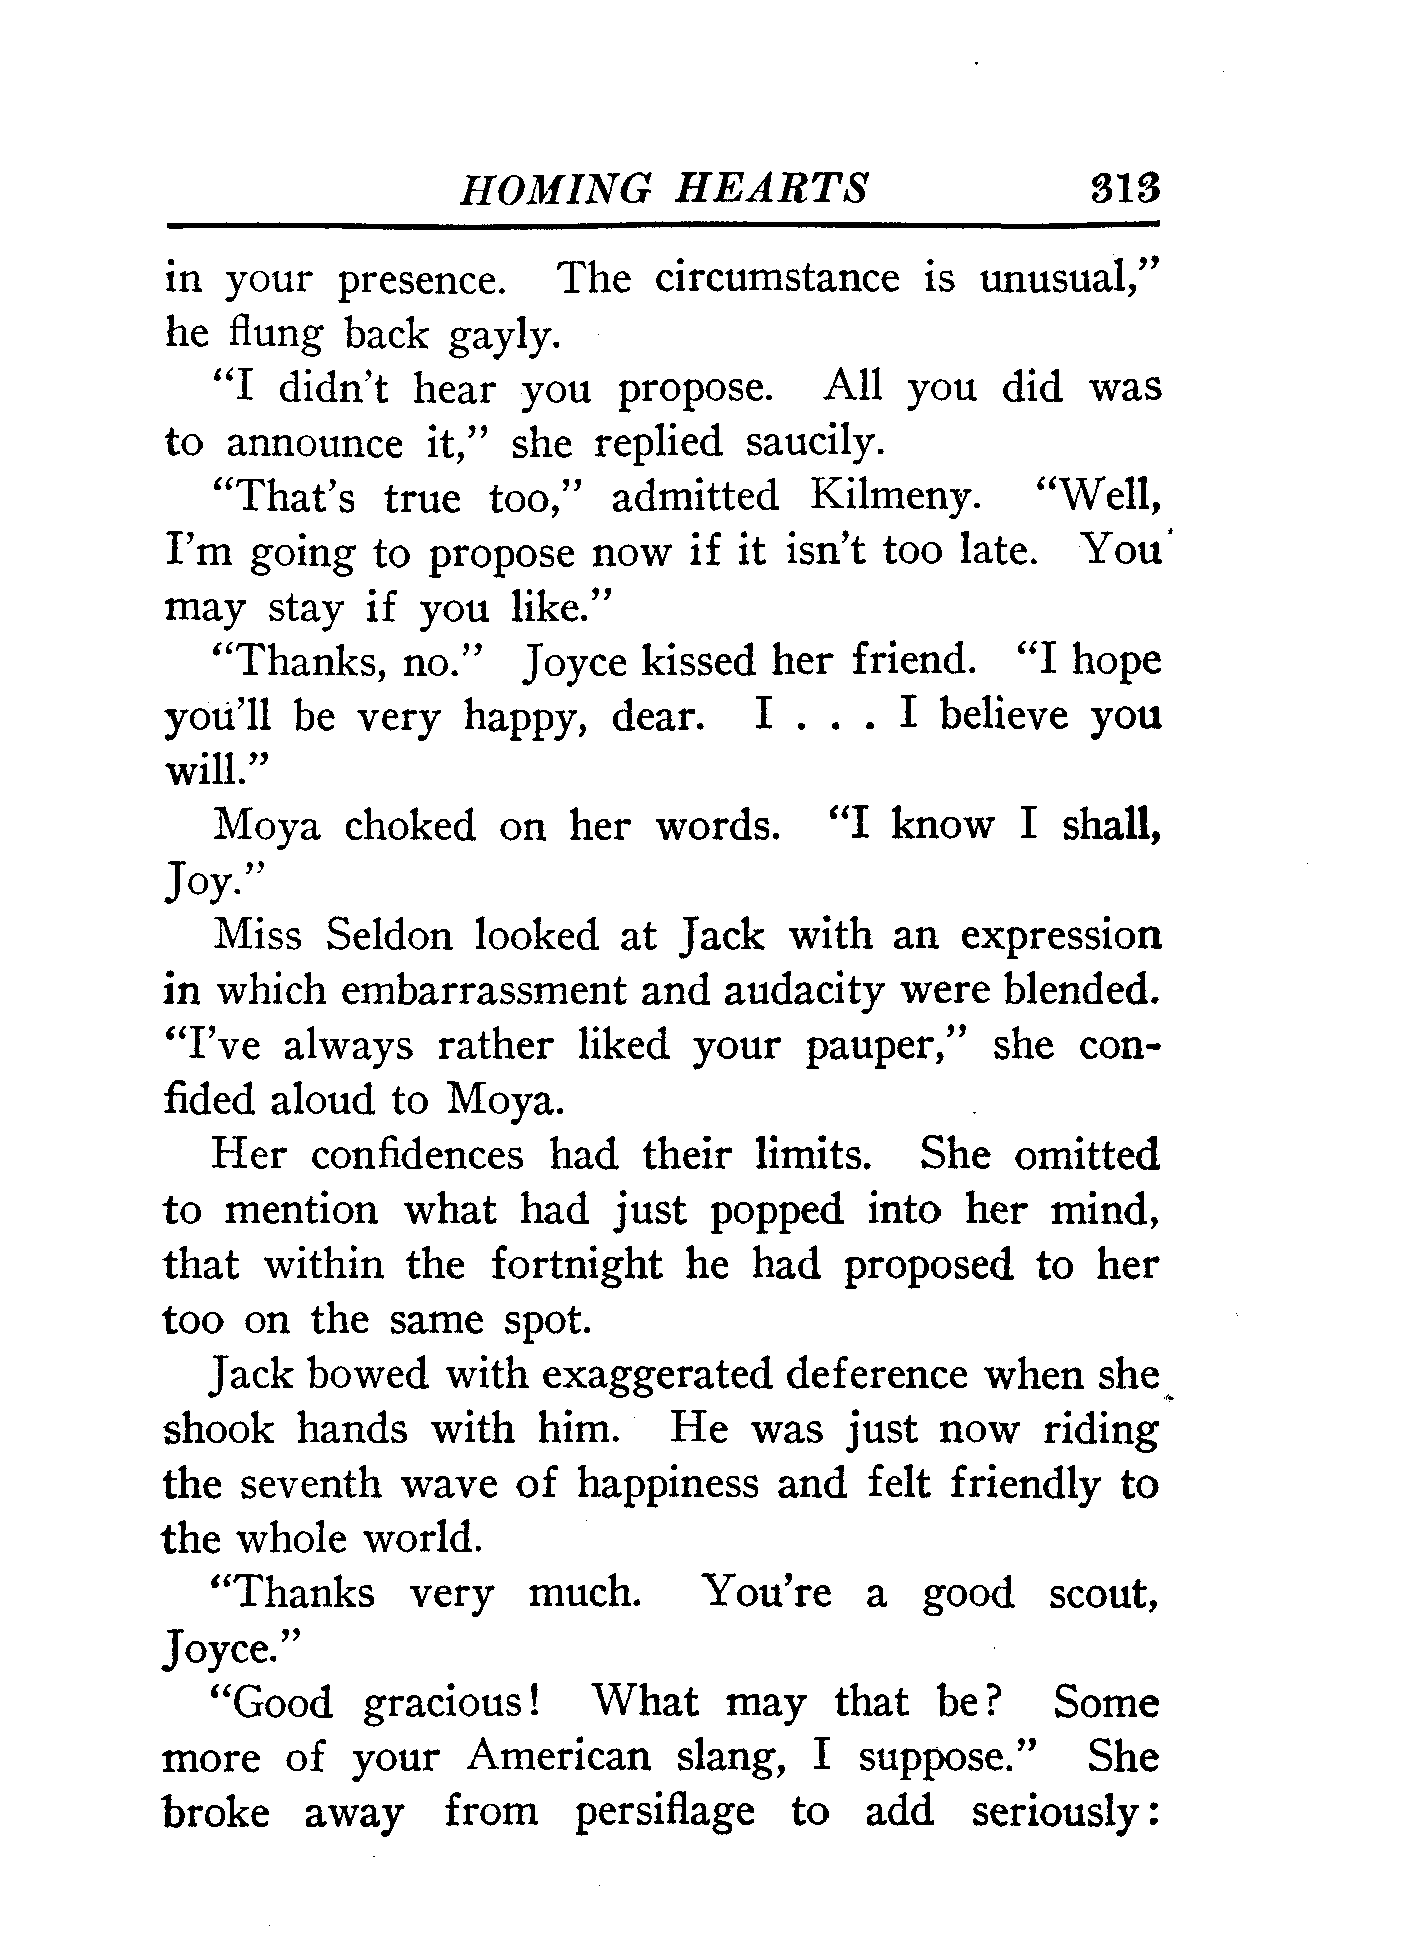 HOMING HEARTS 313
in your presence. The circumstance is unusual,”
he flung back gayly.
“I didn’t hear you propose. All you did was
to announce it,” she replied saucily.
“That’s true too,” admitted Kilmeny. “Well,
I’m going to propose now if it isn’t too late. You
may stay if you like.”
“Thanks, no.” Joyce kissed her friend. “I hope
you’ll be very happy, dear. I . . . I believe you
will.”
Moya choked on her words. “I know I shall,
Joy.”
Miss Seldon looked at Jack with an expression
in which embarrassment and audacity were blended.
“I’ve always rather liked your pauper,” she con-
fided aloud to Moya.
Her confidences had their limits. She omitted
to mention what had just popped into her mind,
that within the fortnight he had proposed to her
too on the same spot.
Jack bowed with exaggerated deference when she
shook hands with him. He was just now riding
the seventh wave of happiness and felt friendly to
the whole world.
“Thanks very much. You’re a good scout,
Joyce.”
“Good gracious! What may that be? Some
more of your American slang, I suppose.” She
broke away from persiflage to add seriously: